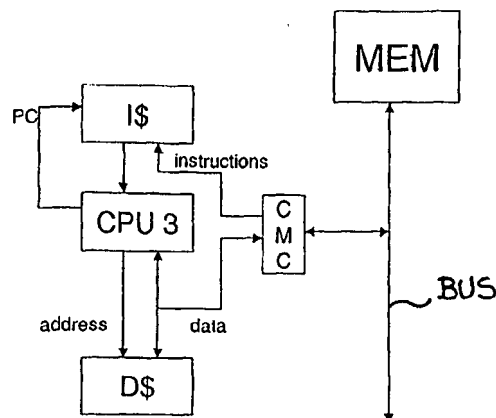 MEM
PC
I$
instructions
CPU 3
C
M
C
BUS
address
data
D$